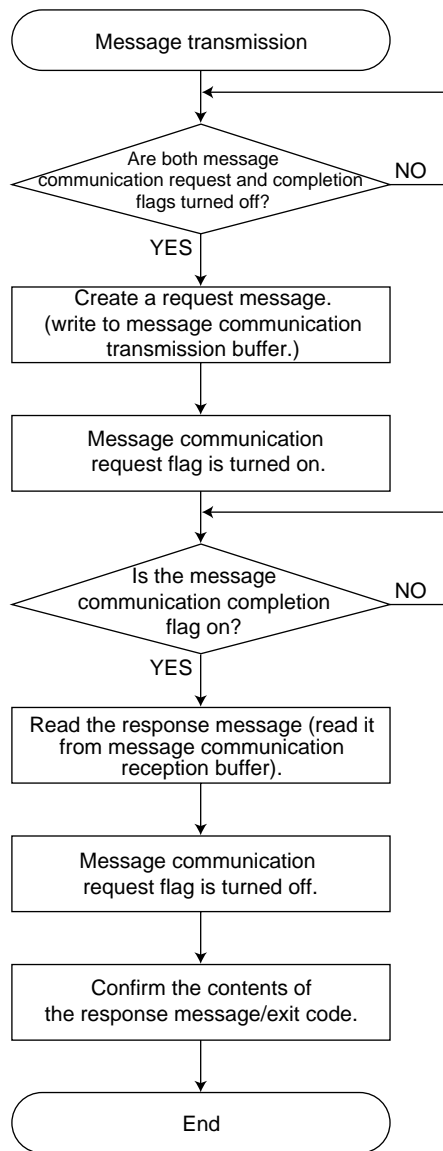 Message transmission
Are both message
communication request and completion
flags turned off?
NO
YES
Create a request message.
(write to message communication
transmission buffer.)
Message communication
request flag is turned on.
Is the message
communication completion
flag on?
NO
YES
Read the response message (read it
from message communication
reception buffer).
Message communication
request flag is turned off.
Confirm the contents of
the response message/exit code.
End